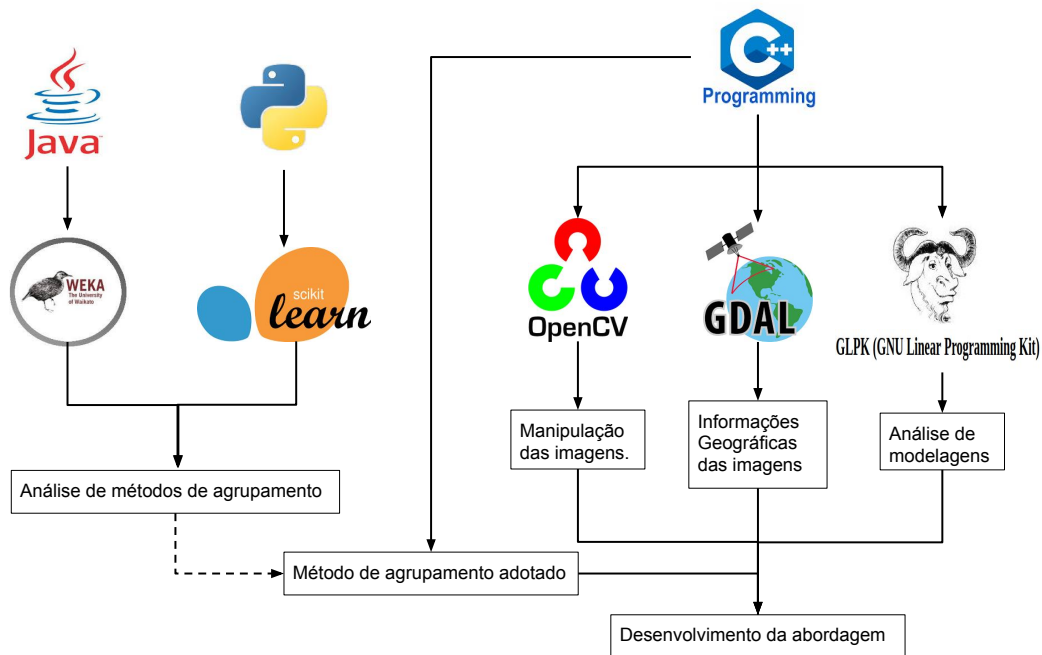 C++
Programming
Java
WEKA
The University
of Waikato
scikit
learn
OpenCV
GDAL
GLPK (GNU Linear Programming Kit)
Manipulação
das imagens.
Informações
Geográficas
das imagens
Análise de
modelagens
Análise de métodos de agrupamento
Método de agrupamento adotado
Desenvolvimento da abordagem